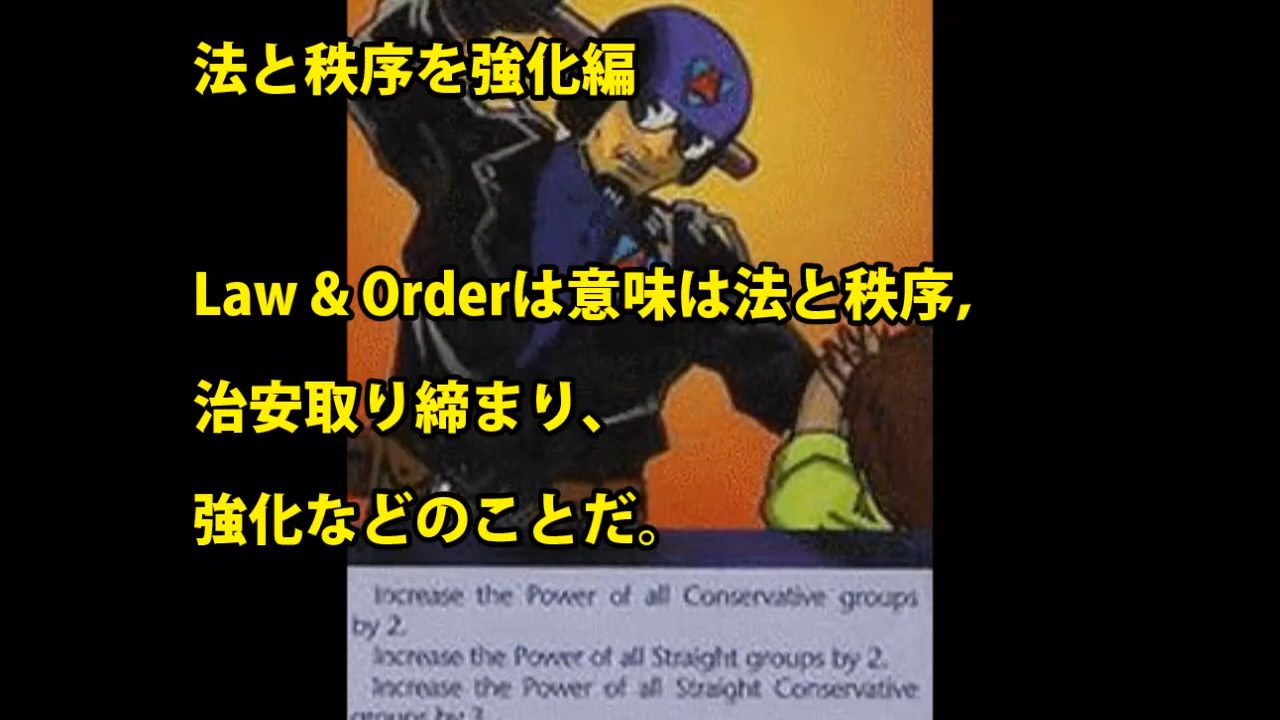 法と秩序を強化編
Law & Orderは意味は法と秩序,
治安取り締まり、
強化などのことだ。
Increase the Power of all Conservative groups
by 2.
Increase the Power of all Straight groups by 2.
Increase the Power of all Straight Conservative
groups by 3